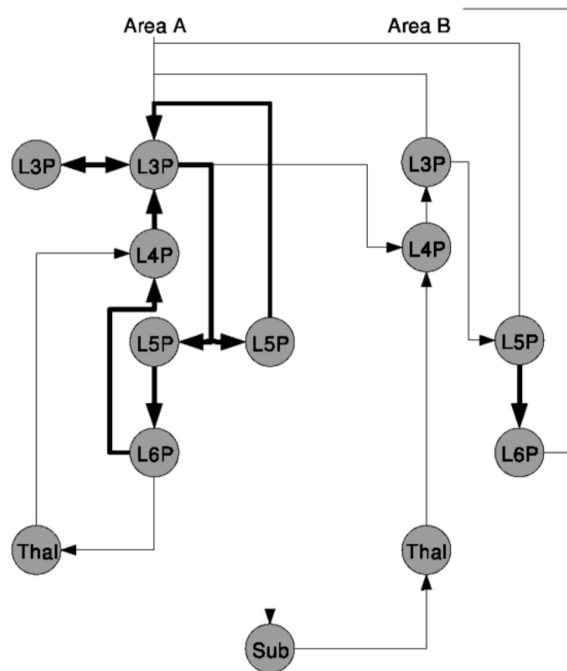 Area A Area B
L3P L3P L3P
L4P L4P
L5P L5P L5P
L6P L6P
Thal Thal
Sub